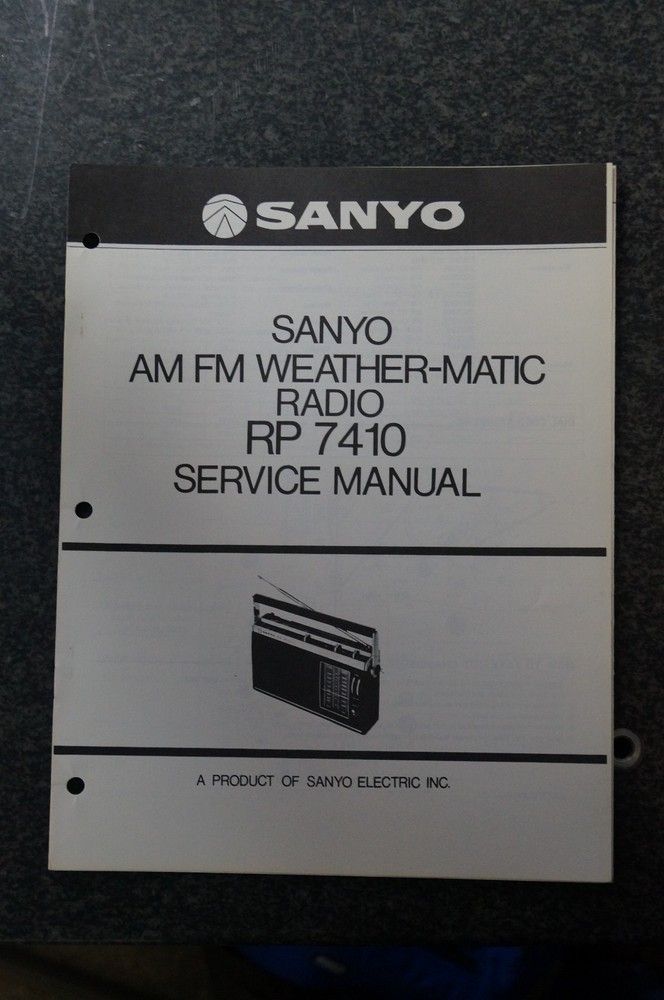 SANYO
SANYO
AM FM WEATHER-MATIC
RADIO
RP 7410
SERVICE MANUAL
A PRODUCT OF SANYO ELECTRIC INC.